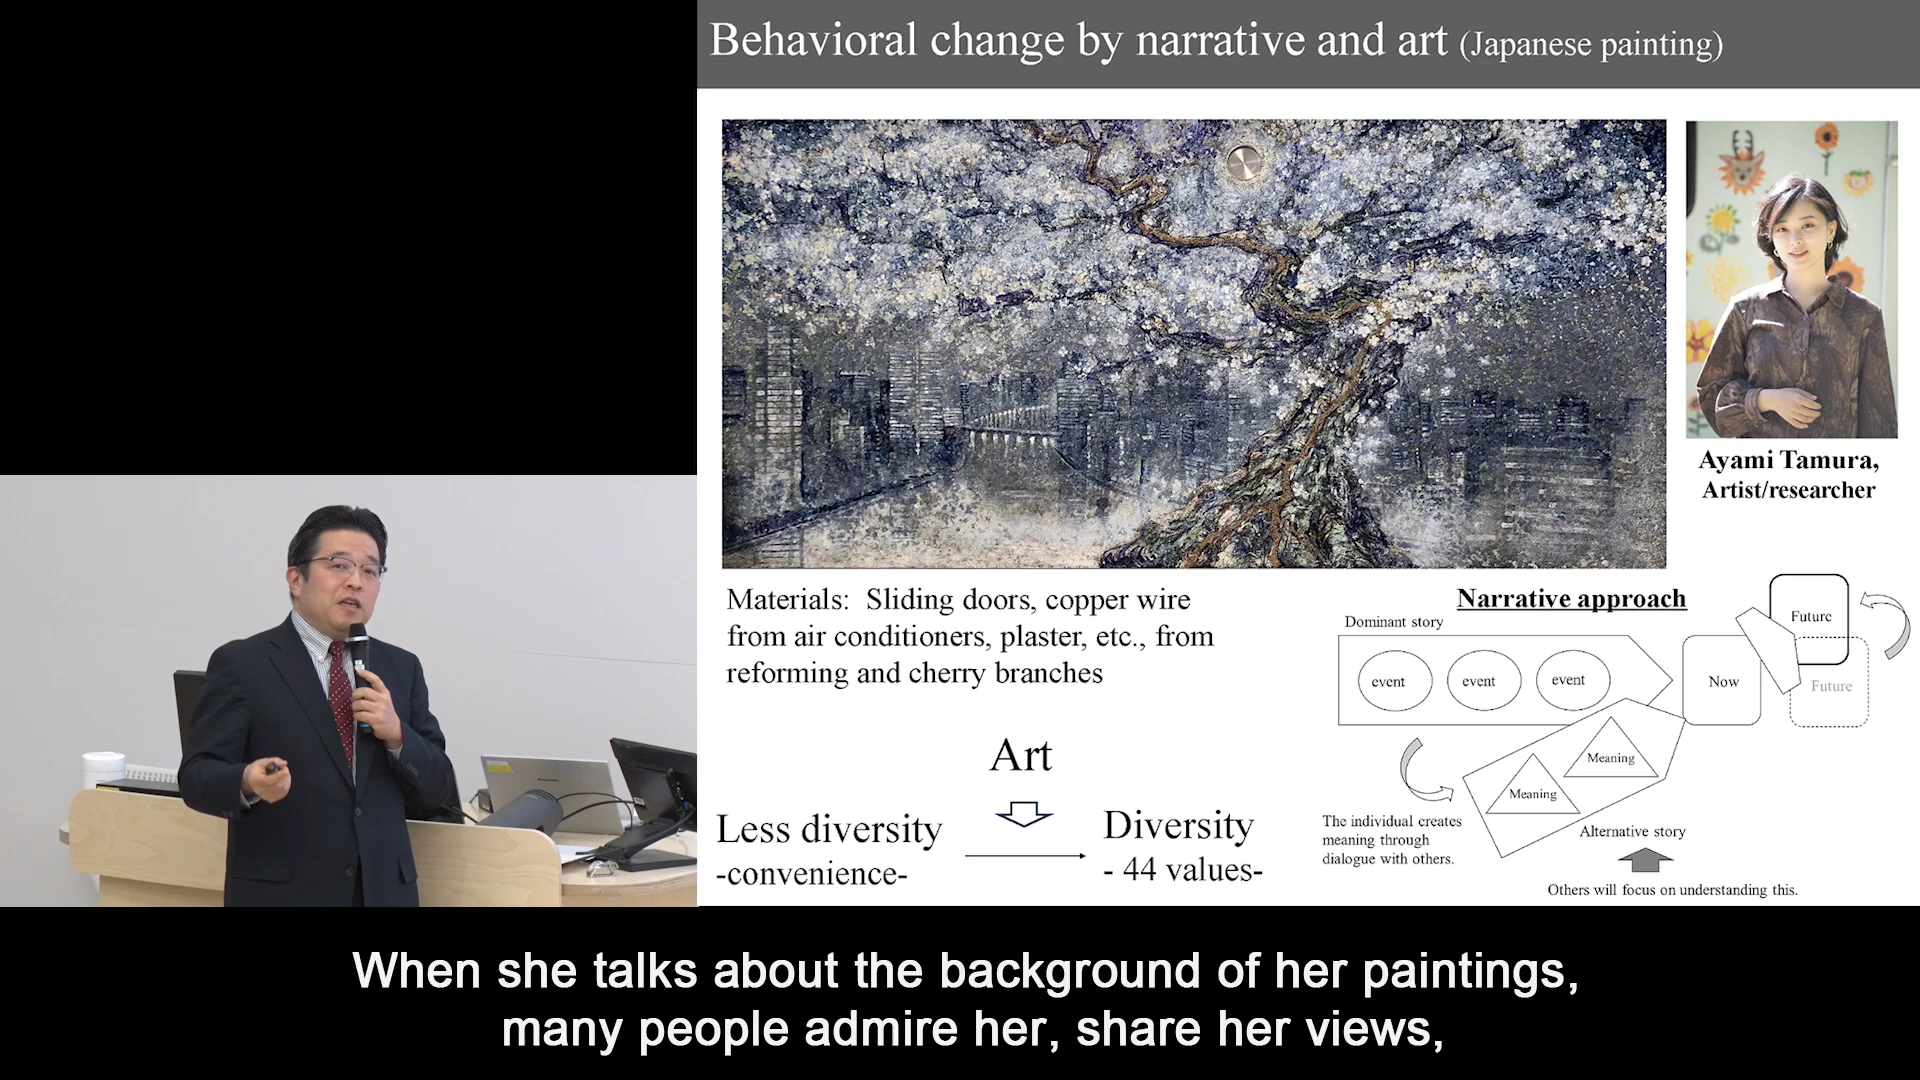 Behavioral change by narrative and art (Japanese painting)
Ayami Tamura,
Artist/researcher
Materials: Sliding doors, copper wire
from air conditioners, plaster, etc., from
reforming and cherry branches
Art
Less diversity
-convenience-
Diversity
- 44 values-
Narrative approach
Dominant story
event
event
event
Now
Future
Future
Meaning
Meaning
The individual creates
meaning through
dialogue with others.
Alternative story
Others will focus on understanding this.
When she talks about the background of her paintings,
many people admire her, share her views,